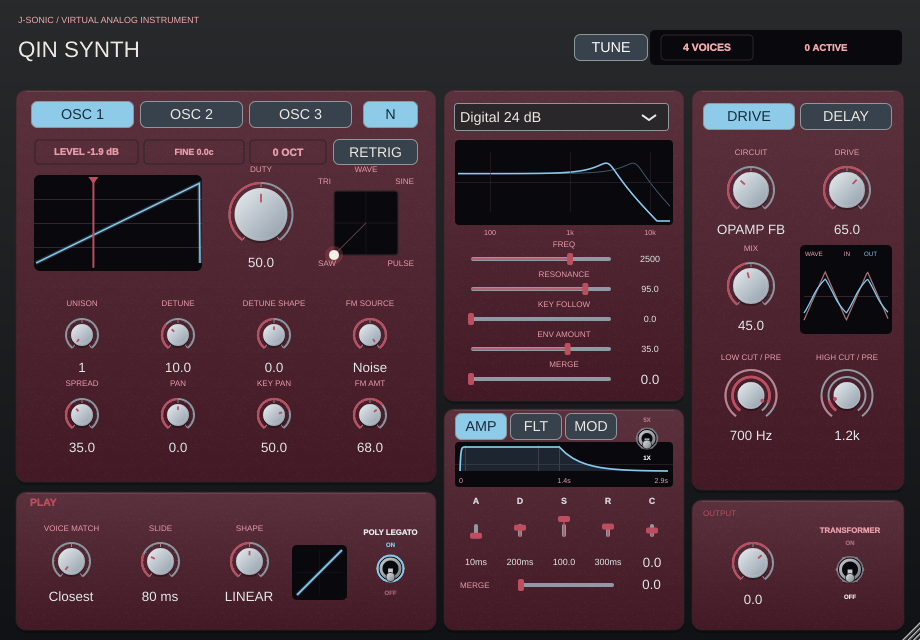 J-SONIC / VIRTUAL ANALOG INSTRUMENT
QIN SYNTH
TUNE
4 VOICES
0 ACTIVE
OSC 1
OSC 2
OSC 3
N
LEVEL -1.9 dB
FINE 0.0c
0 OCT
RETRIG
DUTY
50.0
WAVE
TRI
SINE
SAW
PULSE
UNISON
DETUNE
DETUNE SHAPE
FM SOURCE
1
10.0
0.0
Noise
SPREAD
PAN
KEY PAN
FM AMT
35.0
0.0
50.0
68.0
Digital 24 dB
100
1k
10k
FREQ
2500
RESONANCE
95.0
KEY FOLLOW
0.0
ENV AMOUNT
35.0
MERGE
0.0
DRIVE
DELAY
CIRCUIT
DRIVE
OPAMP FB
65.0
MIX
45.0
WAVE
IN
OUT
LOW CUT / PRE
HIGH CUT / PRE
700 Hz
1.2k
PLAY
VOICE MATCH
SLIDE
SHAPE
Closest
80 ms
LINEAR
POLY LEGATO
ON
OFF
AMP
FLT
MOD
5X
1X
0
1.4s
2.9s
A
D
S
R
C
10ms
200ms
100.0
300ms
0.0
MERGE
0.0
OUTPUT
0.0
TRANSFORMER
ON
OFF